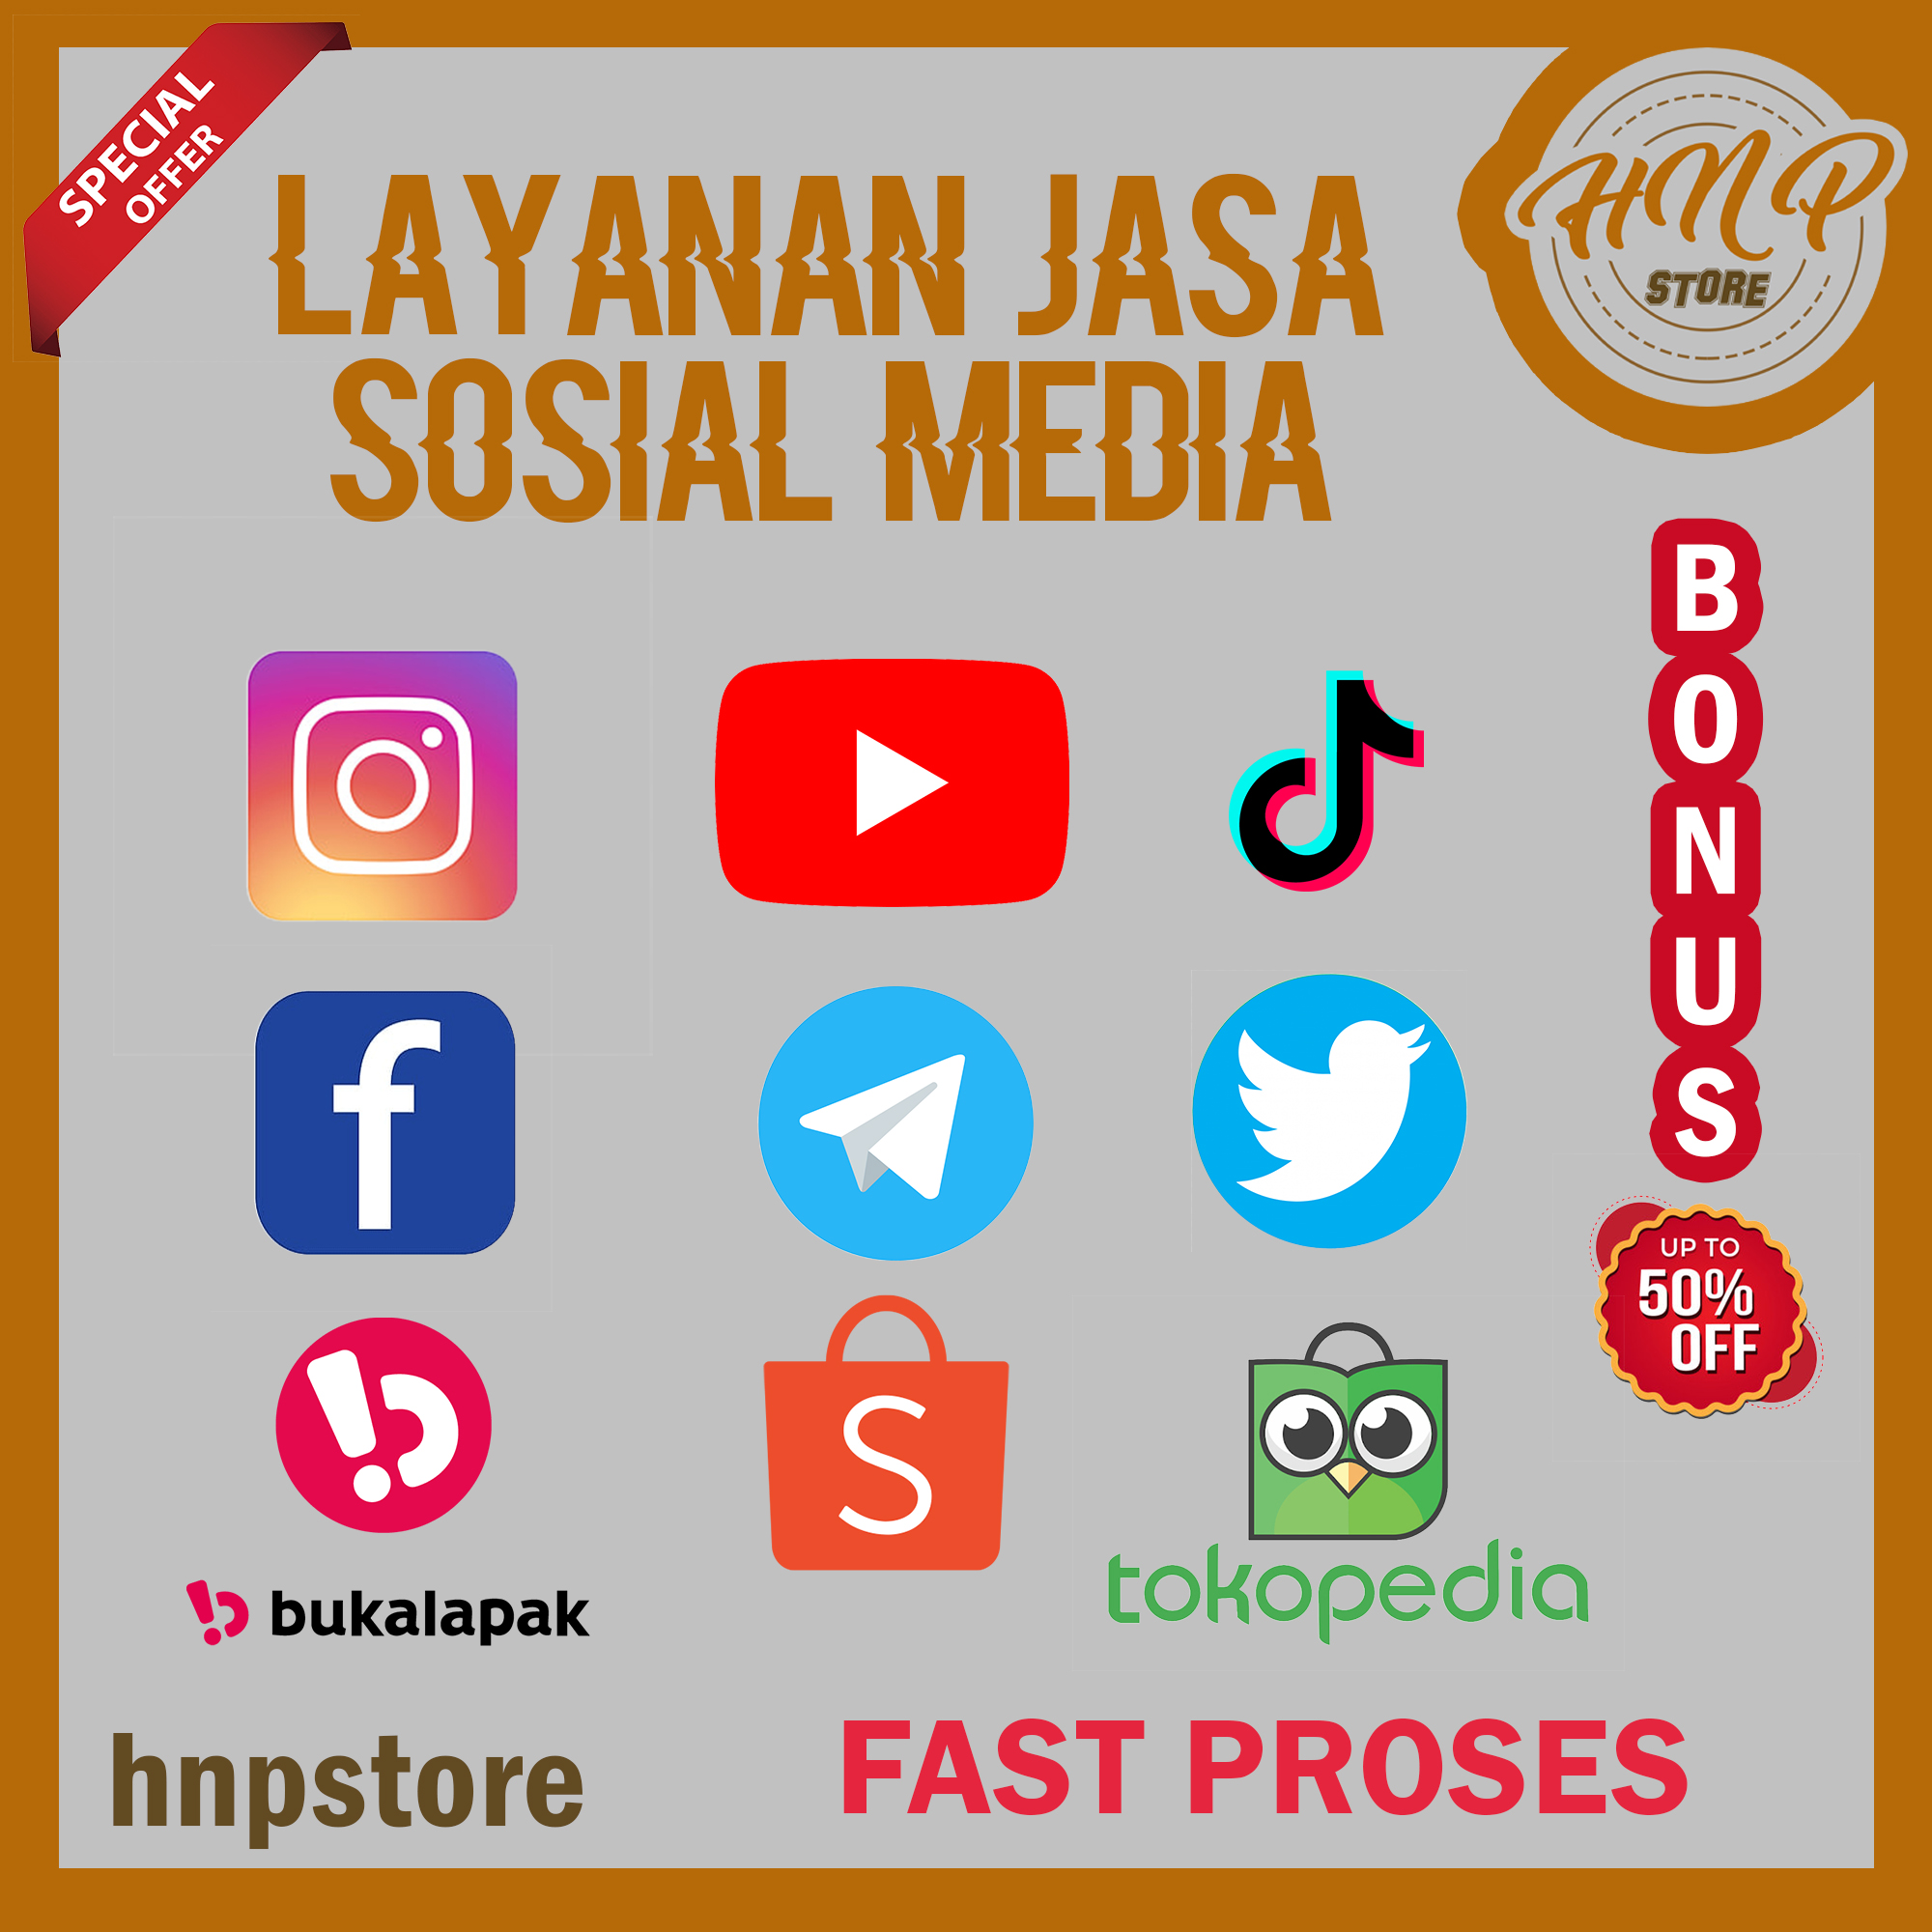 SPECIAL
OFFER
HNP
STORE
LAYANAN JASA
SOSIAL MEDIA
BONUS
UP TO
50%
OFF
S
bukalapak
tokopedia
hnpstore
FAST PROSES